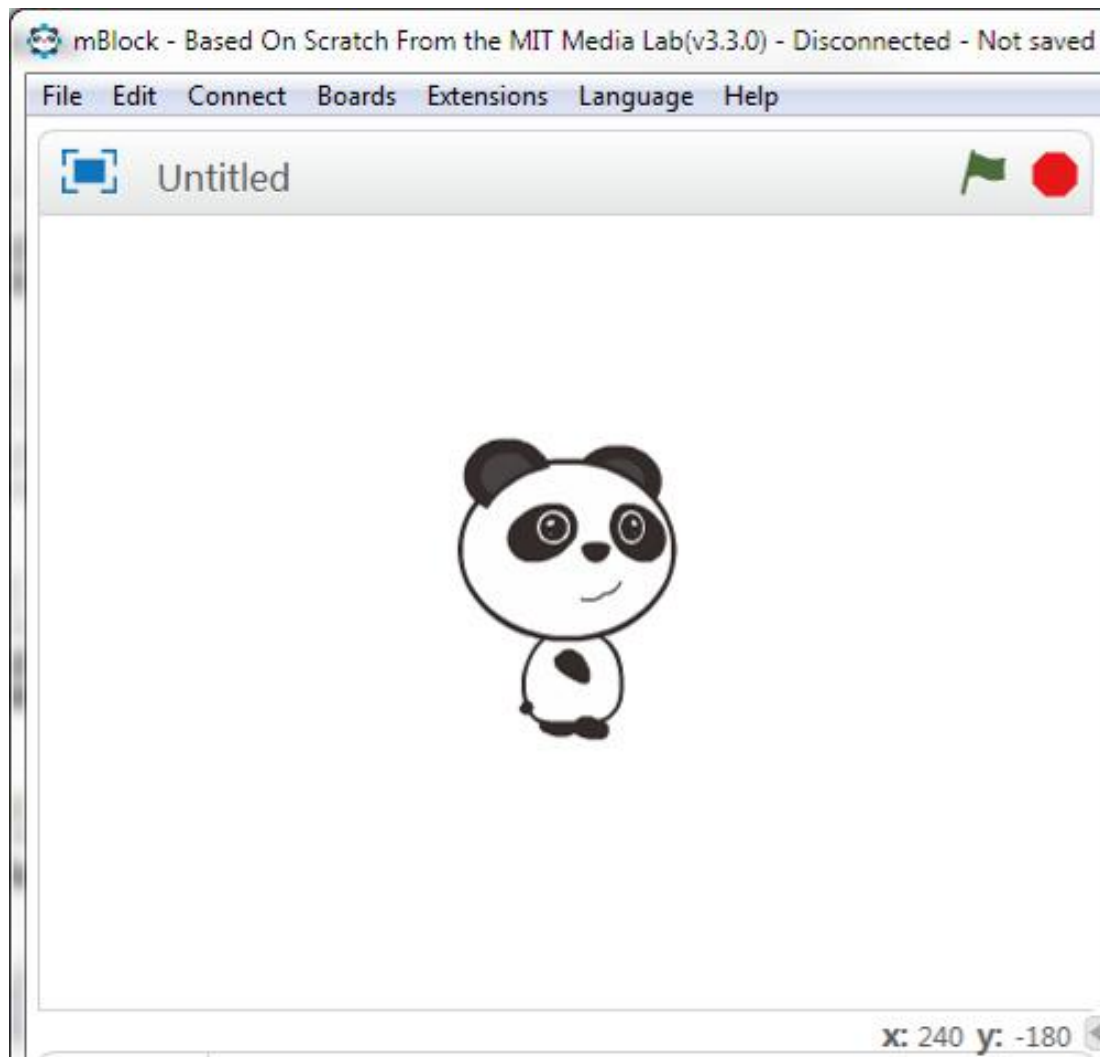 mBlock - Based On Scratch From the MIT Media Lab(v3.3.0) - Disconnected - Not saved
File Edit Connect Boards Extensions Language Help
Untitled
x: 240 y: -180